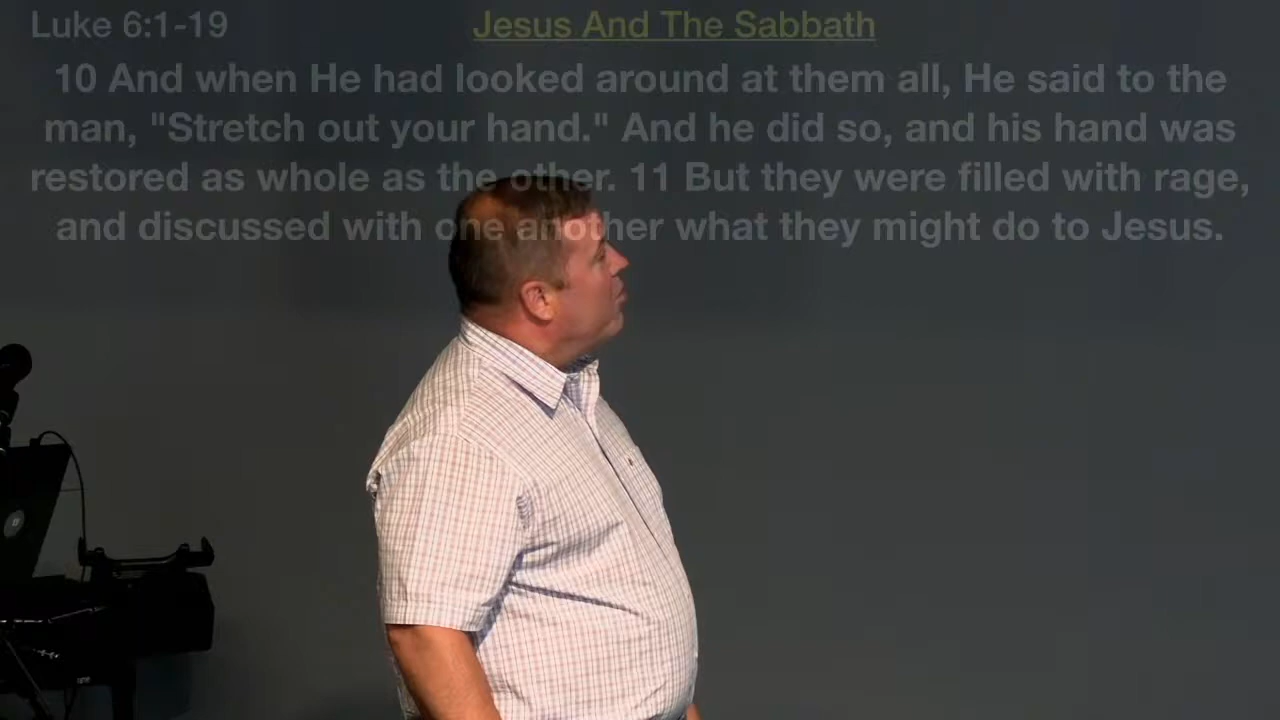 Luke 6:1-19
Jesus And The Sabbath
10 And when He had looked around at them all, He said to the
man, "Stretch out your hand." And he did so, and his hand was
restored as whole as the other. 11 But they were filled with rage,
and discussed with one another what they might do to Jesus.